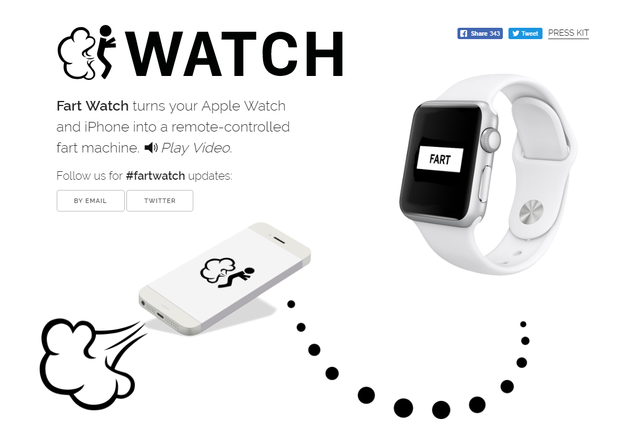 WATCH
Share 343
Tweet
PRESS KIT
Fart Watch turns your Apple Watch
and iPhone into a remote-controlled
fart machine. Play Video.
Follow us for #fartwatch updates:
BY EMAIL
TWITTER
FART